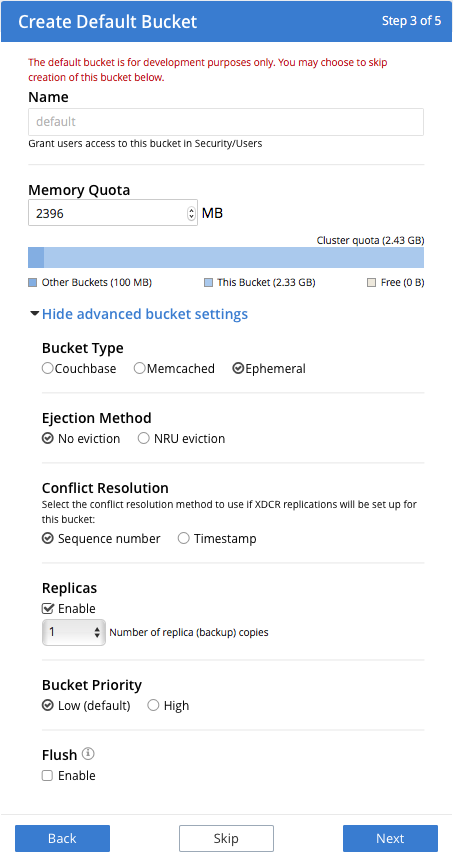 Create Default Bucket
Step 3 of 5
The default bucket is for development purposes only. You may choose to skip
creation of this bucket below.
Name
default
Grant users access to this bucket in Security/Users
Memory Quota
2396 MB
Cluster quota (2.43 GB)
Other Buckets (100 MB) This Bucket (2.33 GB) Free (0 B)
Hide advanced bucket settings
Bucket Type
Couchbase Memcached Ephemeral
Ejection Method
No eviction NRU eviction
Conflict Resolution
Select the conflict resolution method to use if XDCR replications will be set up for
this bucket:
Sequence number Timestamp
Replicas
Enable
1 Number of replica (backup) copies
Bucket Priority
Low (default) High
Flush
Enable
Back Skip Next